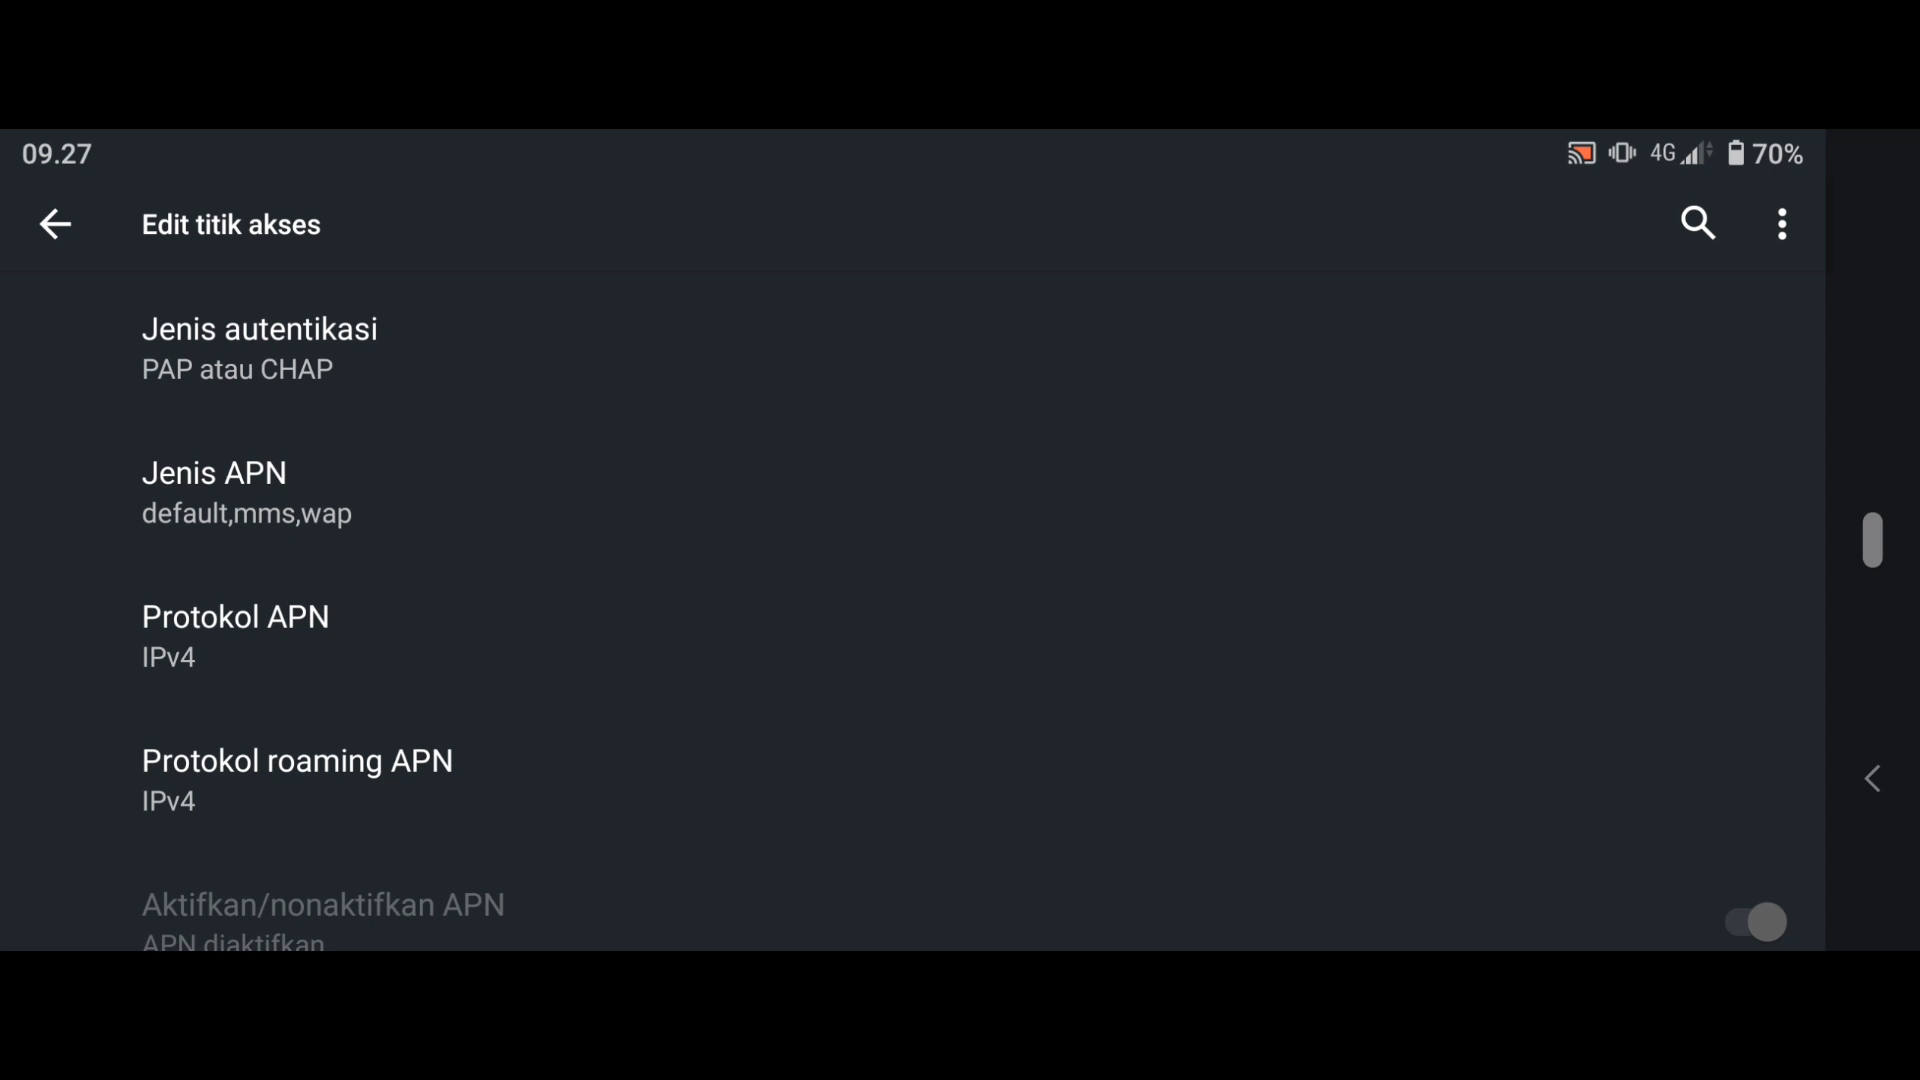 09.27
4G
70%
Edit titik akses
Jenis autentikasi
PAP atau CHAP
Jenis APN
default,mms,wap
Protokol APN
IPv4
Protokol roaming APN
IPv4
Aktifkan/nonaktifkan APN
APN diaktifkan